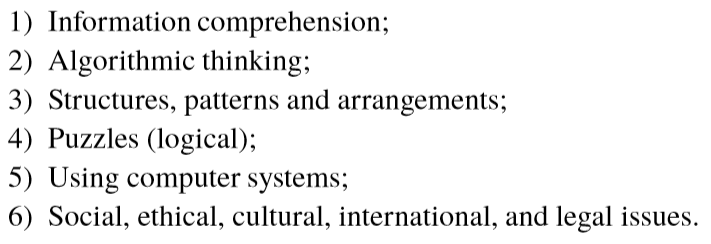 1) Information comprehension;
2) Algorithmic thinking;
3) Structures, patterns and arrangements;
4) Puzzles (logical);
5) Using computer systems;
6) Social, ethical, cultural, international, and legal issues.